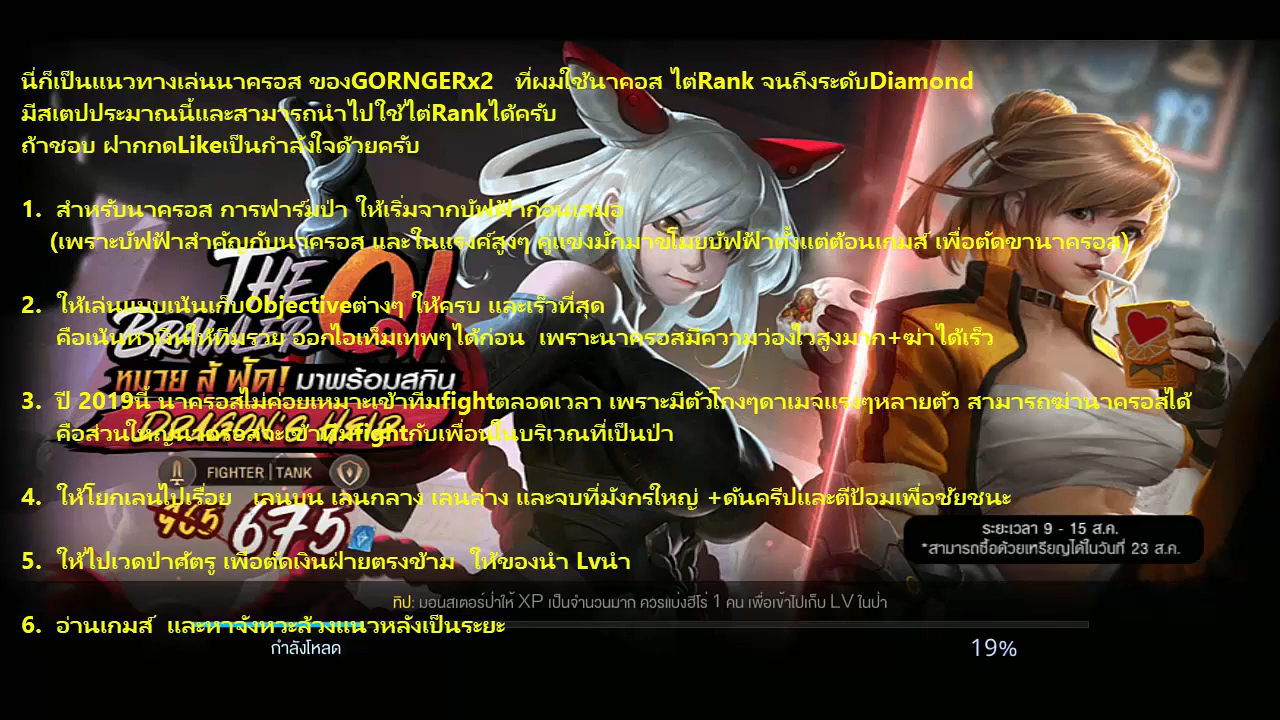 นี่ก็เป็นแนวทางเล่นนาครอส ของGORNGERx2 ที่ผมใช้นาคอส ไต่Rank จนถึงระดับDiamond
มีสเตปประมาณนี้และสามารถนำไปใช้ไต่Rankได้ครับ
ถ้าชอบ ฝากกดLikeเป็นกำลังใจด้วยครับ
1. สำหรับนาครอส การฟาร์มป่า ให้เริ่มจากบัฟฟ้าก่อนเสมอ
(เพราะบัฟฟ้าสำคัญกับนาครอส และในแรงค์สูงๆ คู่แข่งมักมาขโมยบัฟฟ้าตั้งแต่ต้อนเกมส์ เพื่อตัดขานาครอส)
THE BRAWLER QI
2. ให้เล่นแบบเน้นเก็บObjectiveต่างๆ ให้ครบ และเร็วที่สุด
คือเน้นหาเงินให้ทีมรวย ออกไอเท็มเทพๆได้ก่อน เพราะนาครอสมีความว่องไวสูงมาก+ฆ่าได้เร็ว
หมวย สู้ ฟัด! มาพร้อมสกิน
3. ปี 2019นี้ นาครอสไม่ค่อยเหมาะเข้าทีมfightตลอดเวลา เพราะมีตัวโกงๆดาเมจแรงๆหลายตัว สามารถฆ่านาครอสได้
คือส่วนใหญ่นาครอสจะเข้าทีมfightกับเพื่อนในบริเวณที่เป็นป่า
FIGHTER | TANK
4. ให้โยกเลนไปเรื่อย เลนบน เลนกลาง เลนล่าง และจบที่มังกรใหญ่ +ดันครีปและตีป้อมเพื่อชัยชนะ
675
ระยะเวลา 9 - 15 ส.ค.
*สามารถซื้อด้วยเหรียญได้ในวันที่ 23 ส.ค.
5. ให้ไปเวดป่าศัตรู เพื่อตัดเงินฝ่ายตรงข้าม ให้ของนำ Lvนำ
ทิป: มอนสเตอร์ป่าให้ XP เป็นจำนวนมาก ควรแบ่งฮีโร่ 1 คน เพื่อเข้าไปเก็บ LV ในป่า
6. อ่านเกมส์ และหาจังหวะล้วงแนวหลังเป็นระยะ
กำลังโหลด
19%